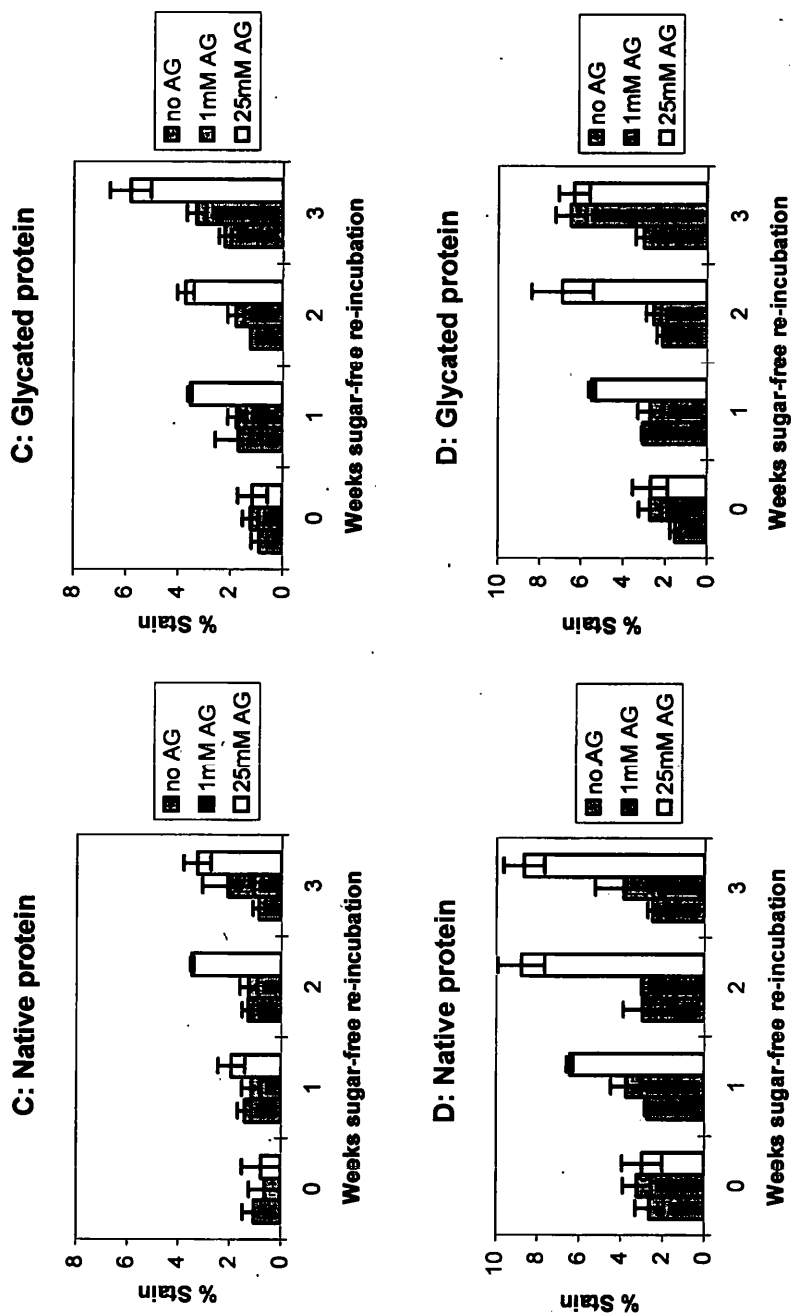 C: Native protein
% Stain
8
6
4
2
0
0
1
2
3
Weeks sugar-free re-incubation
no AG
1mM AG
25mM AG
C: Glycated protein
% Stain
8
6
4
2
0
0
1
2
3
Weeks sugar-free re-incubation
no AG
1mM AG
25mM AG
D: Native protein
% Stain
10
8
6
4
2
0
0
1
2
3
Weeks sugar-free re-incubation
no AG
1mM AG
25mM AG
D: Glycated protein
% Stain
10
8
6
4
2
0
0
1
2
3
Weeks sugar-free re-incubation
no AG
1mM AG
25mM AG